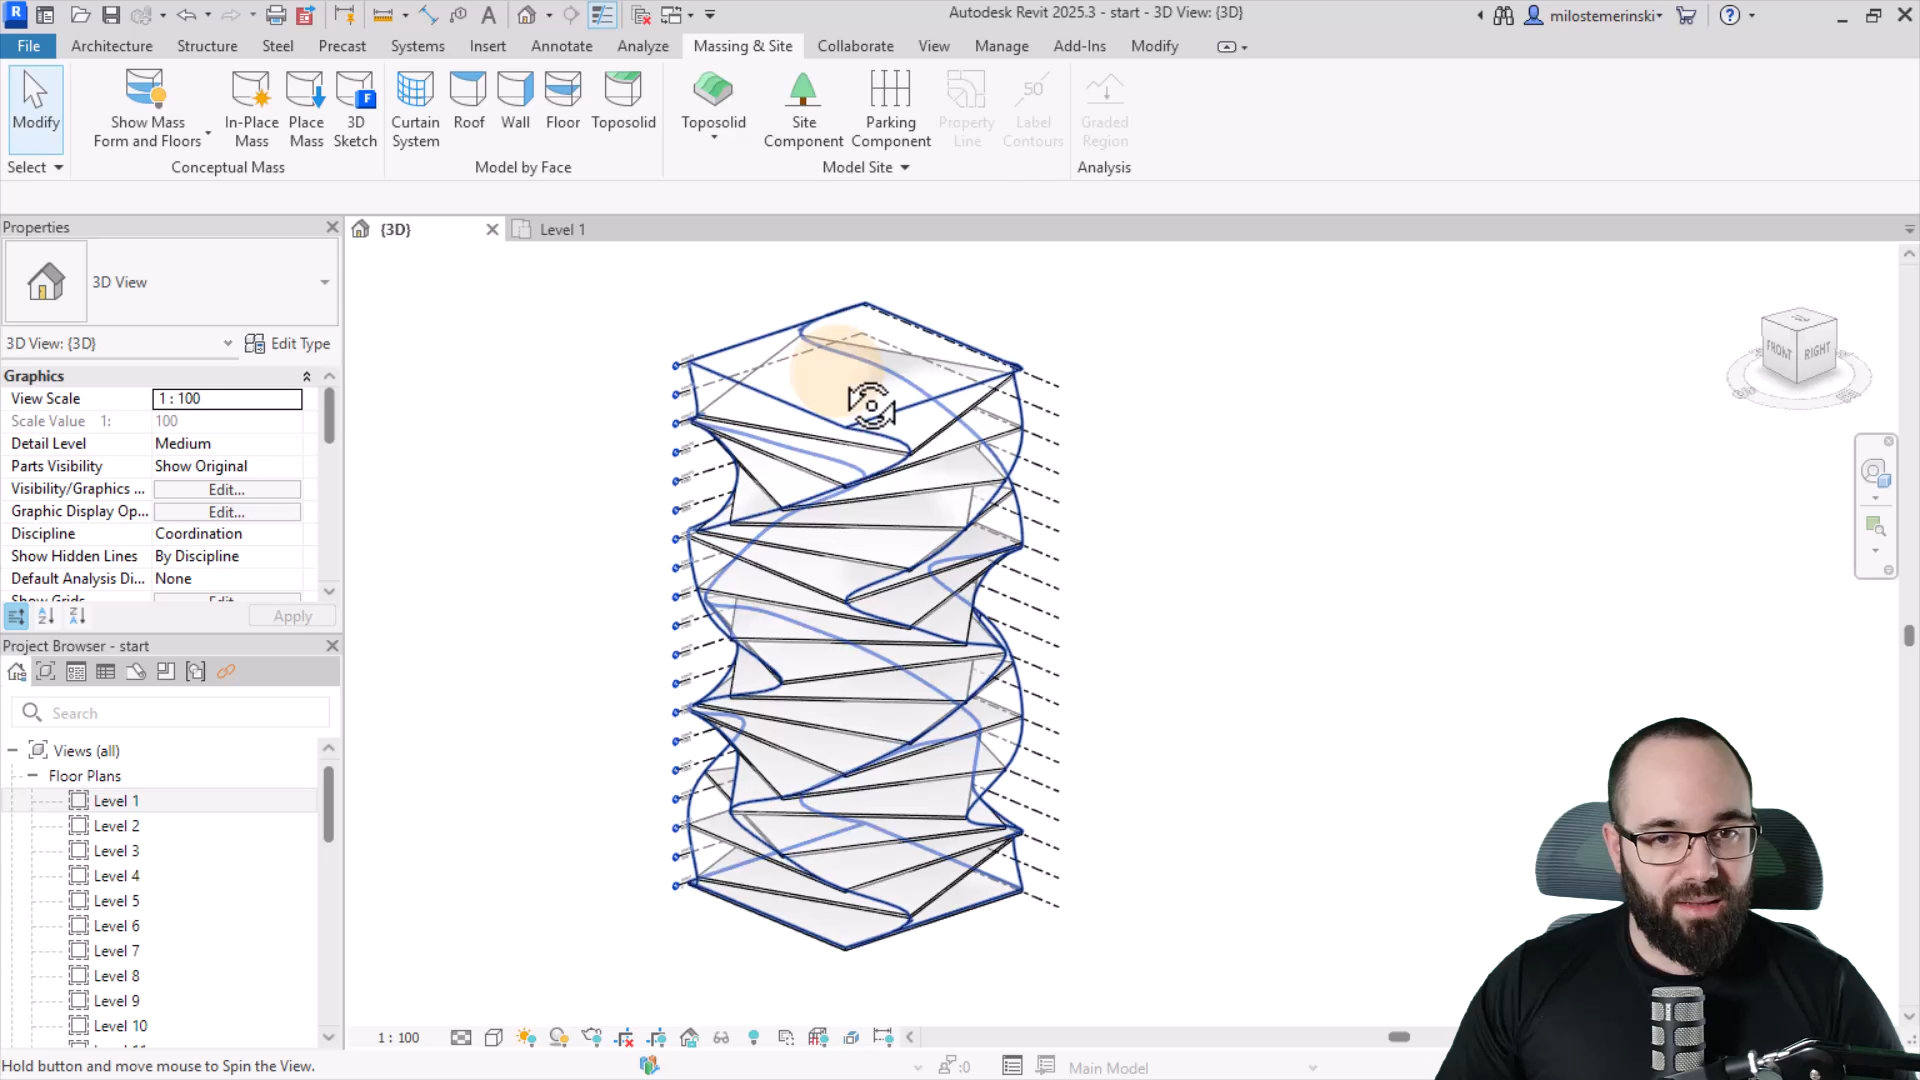 Autodesk Revit 2025.3 - start - 3D View: {3D}
milostemerinski
File
Architecture
Structure
Steel
Precast
Systems
Insert
Annotate
Analyze
Massing & Site
Collaborate
View
Manage
Add-Ins
Modify
Modify
Show Mass
Form and Floors
In-Place
Mass
Place
Mass
3D
Sketch
Curtain
System
Roof
Wall
Floor
Toposolid
Toposolid
Site
Component
Parking
Component
Property
Line
50
Label
Contours
Graded
Region
Select
Conceptual Mass
Model by Face
Model Site
Analysis
Properties
{3D}
Level 1
3D View
3D View: {3D}
Edit Type
Graphics
View Scale
1 : 100
Scale Value 1:
100
Detail Level
Medium
Parts Visibility
Show Original
Visibility/Graphics ...
Edit...
Graphic Display Op...
Edit...
Discipline
Coordination
Show Hidden Lines
By Discipline
Default Analysis Di...
None
Show Grids
Edit...
Apply
Project Browser - start
Search
Views (all)
Floor Plans
Level 1
Level 2
Level 3
Level 4
Level 5
Level 6
Level 7
Level 8
Level 9
Level 10
FRONT
RIGHT
1 : 100
Hold button and move mouse to Spin the View.
:0
Main Model